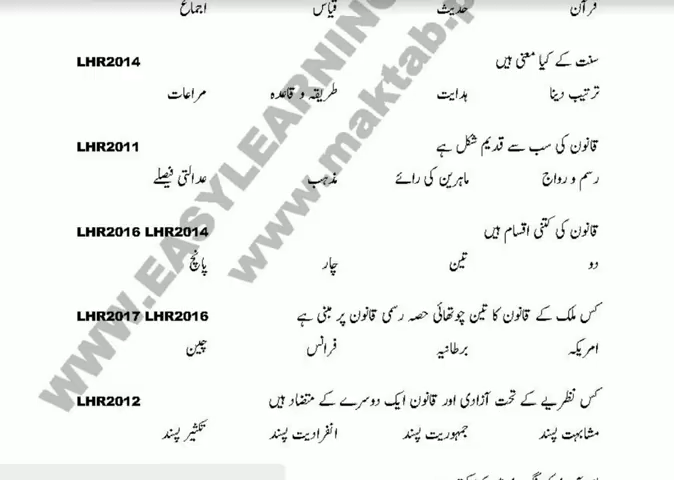 قرآن حدیث قیاس اجماع
سنت کے کیا معنی ہیں LHR2014
ترتیب دینا ہدایت طریقہ و قاعدہ مراعات
قانون کی سب سے قدیم شکل ہے LHR2011
رسم و رواج ماہرین کی رائے مذہب عدالتی فیصلے
قانون کی کتنی اقسام ہیں LHR2016 LHR2014
دو تین چار پانچ
کس ملک کے قانون کا تین چوتھائی حصہ رسمی قانون پر مبنی ہے LHR2017 LHR2016
امریکہ برطانیہ فرانس چین
کس نظریے کے تحت آزادی اور قانون ایک دوسرے کے متضاد ہیں LHR2012
مشابہت پسند جمہوریت پسند انفرادیت پسند تکثیر پسند
www.EASYLEARNING
www.maktab.p